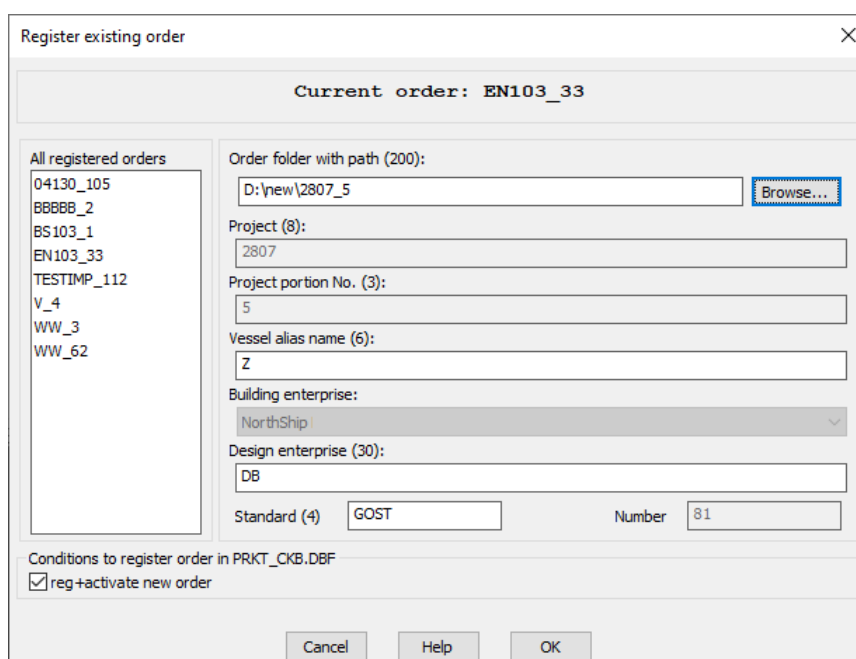 Register existing order
Current order: EN103_33
All registered orders
04130_105
BBBBB_2
BS103_1
EN103_33
TESTIMP_112
V_4
WW_3
WW_62
Order folder with path (200):
D:\new\2807_5
Browse...
Project (8):
2807
Project portion No. (3):
5
Vessel alias name (6):
Z
Building enterprise:
NorthShip
Design enterprise (30):
DB
Standard (4) GOST Number 81
Conditions to register order in PRKT_CKB.DBF
reg+activate new order
Cancel Help OK